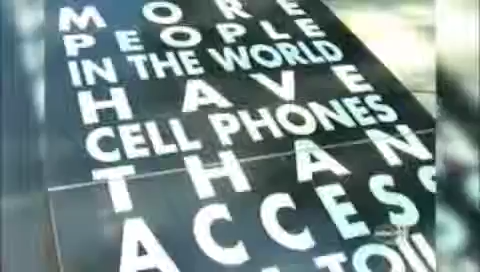 MORE
PEOPLE
IN THE WORLD
HAVE
CELL PHONES
THAN
ACCESS